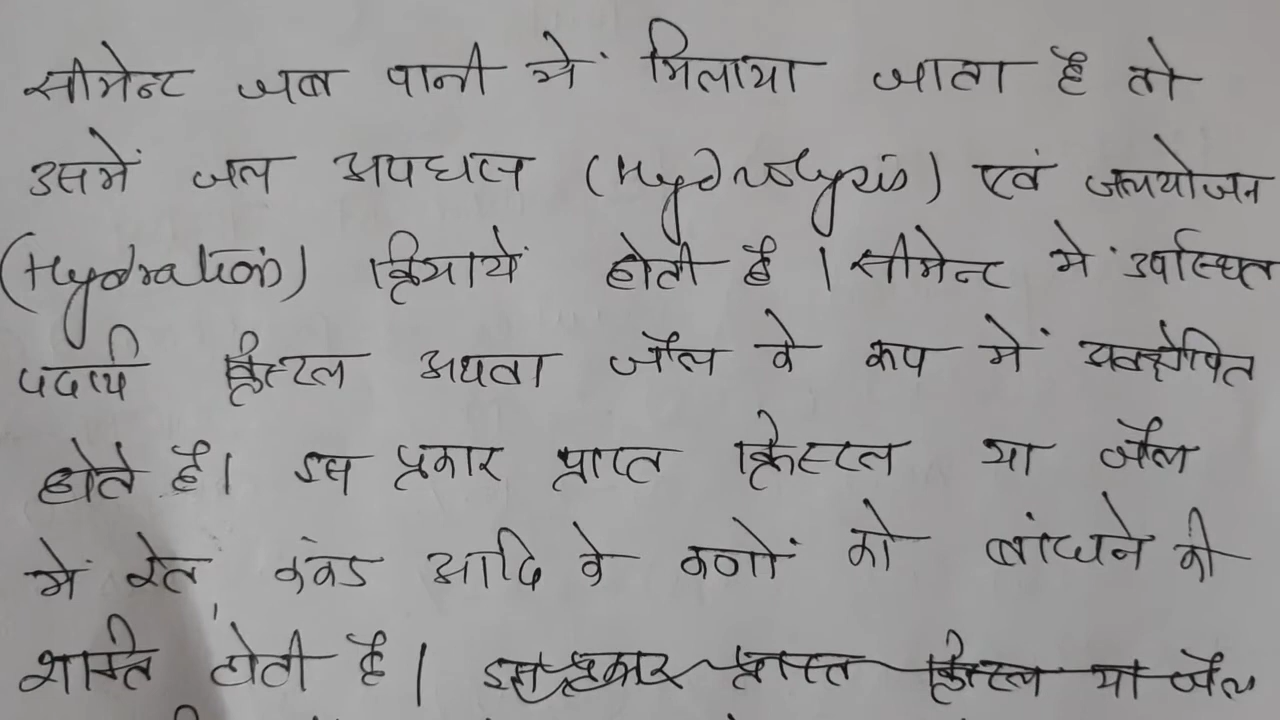 सीमेन्ट जब पानी में मिलाया जाता है तो
उसमें जल अपघटन (Hydrolysis) एवं जलयोजन
(Hydration) क्रियायें होती है। सीमेन्ट में उपस्थित
पदार्थ क्रिस्टल अथवा जैल के रूप में अवक्षेपित
होते है। इस प्रकार प्राप्त क्रिस्टल या जैल
में रेत, कंकड आदि के कणों को बांधने की
शक्ति होती है। इस प्रकार प्राप्त क्रिस्टल या जैल